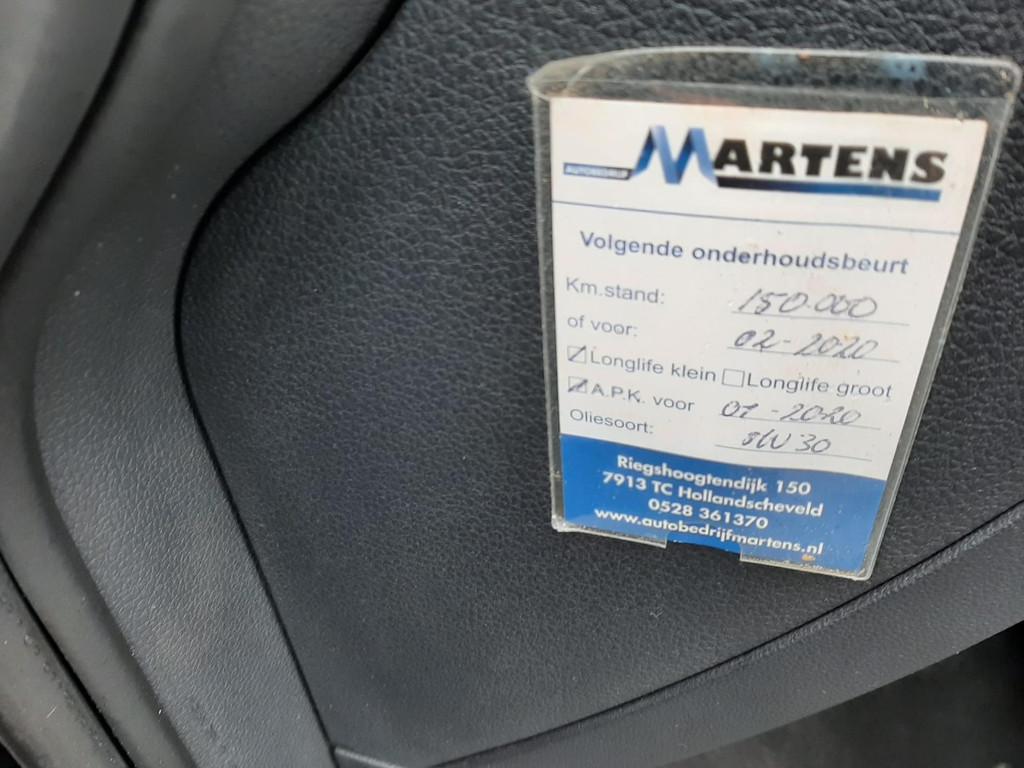 AUTOBEDRIJF MARTENS
Volgende onderhoudsbeurt
Km.stand: 150.000
of voor: 02-2020
Longlife klein Longlife groot
A.P.K. voor 01-2020
Oliesoort: 5W30
Riegshoogtendijk 150
7913 TC Hollandscheveld
0528 361370
www.autobedrijfmartens.nl